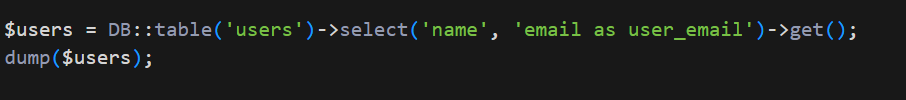 $users = DB::table('users')->select('name', 'email as user_email')->get();
dump($users);